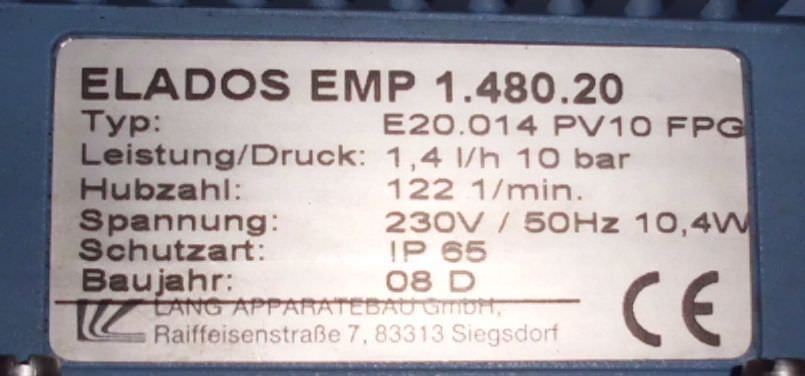 ELADOS EMP 1.480.20
Typ: E20.014 PV10 FPG
Leistung/Druck: 1,4 l/h 10 bar
Hubzahl: 122 1/min.
Spannung: 230V / 50Hz 10,4W
Schutzart: IP 65
Baujahr: 08 D
LANG APPARATEBAU GmbH,
Raiffeisenstraße 7, 83313 Siegsdorf
CE